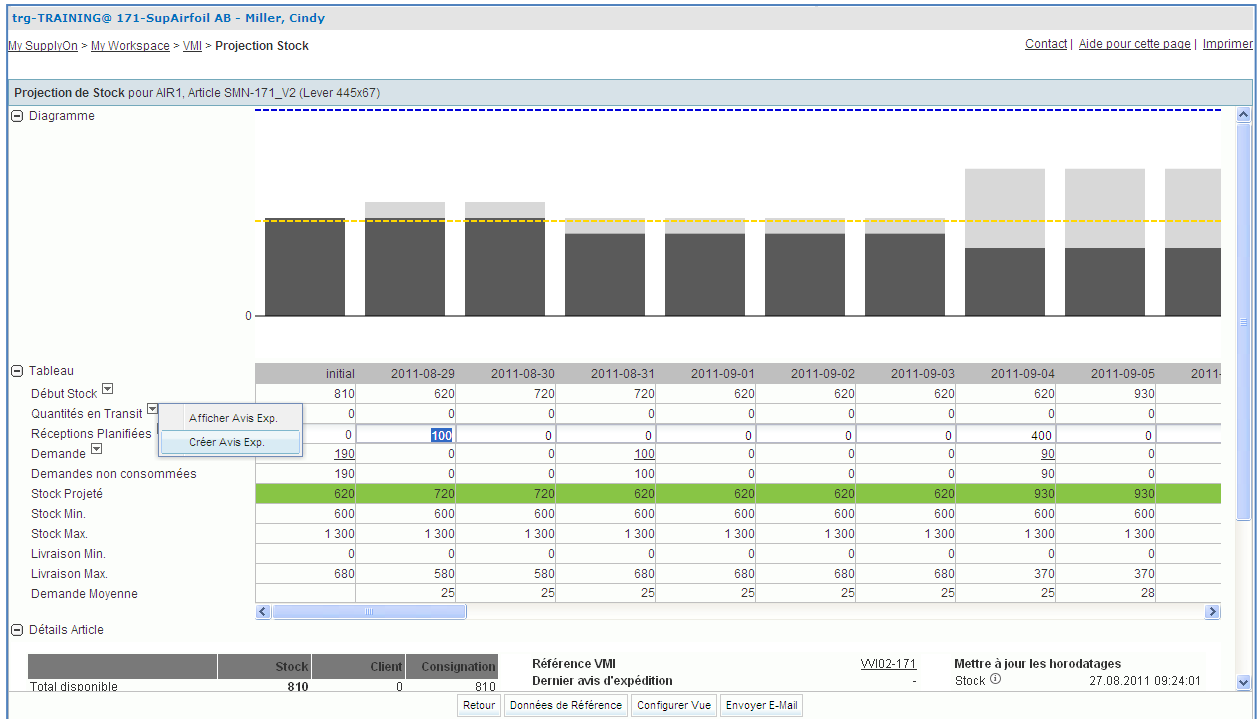 trg-TRAINING@ 171-SupAirfoil AB - Miller, Cindy
My SupplyOn > My Workspace > VMI > Projection Stock
Contact | Aide pour cette page | Imprimer
Projection de Stock pour AIR1, Article SMN-171_V2 (Lever 445x67)
Diagramme
0
Tableau initial 2011-08-29 2011-08-30 2011-08-31 2011-09-01 2011-09-02 2011-09-03 2011-09-04 2011-09-05 2011-
Début Stock 810 620 720 720 620 620 620 620 930
Quantités en Transit 0 0 0 0 0 0 0 0 0
Afficher Avis Exp.
Créer Avis Exp.
Réceptions Planifiées 0 100 0 0 0 0 0 400 0
Demande 190 0 0 100 0 0 0 90 0
Demandes non consommées 190 0 0 100 0 0 0 90 0
Stock Projeté 620 720 720 620 620 620 620 930 930
Stock Min. 600 600 600 600 600 600 600 600 600
Stock Max. 1 300 1 300 1 300 1 300 1 300 1 300 1 300 1 300 1 300
Livraison Min. 0 0 0 0 0 0 0 0 0
Livraison Max. 680 580 580 680 680 680 680 370 370
Demande Moyenne 25 25 25 25 25 25 25 28
Détails Article
Stock Client Consignation
Total disponible 810 0 810
Référence VMI VVI02-171
Dernier avis d'expédition -
Mettre à jour les horodatages
Stock 27.08.2011 09:24:01
Retour Données de Référence Configurer Vue Envoyer E-Mail